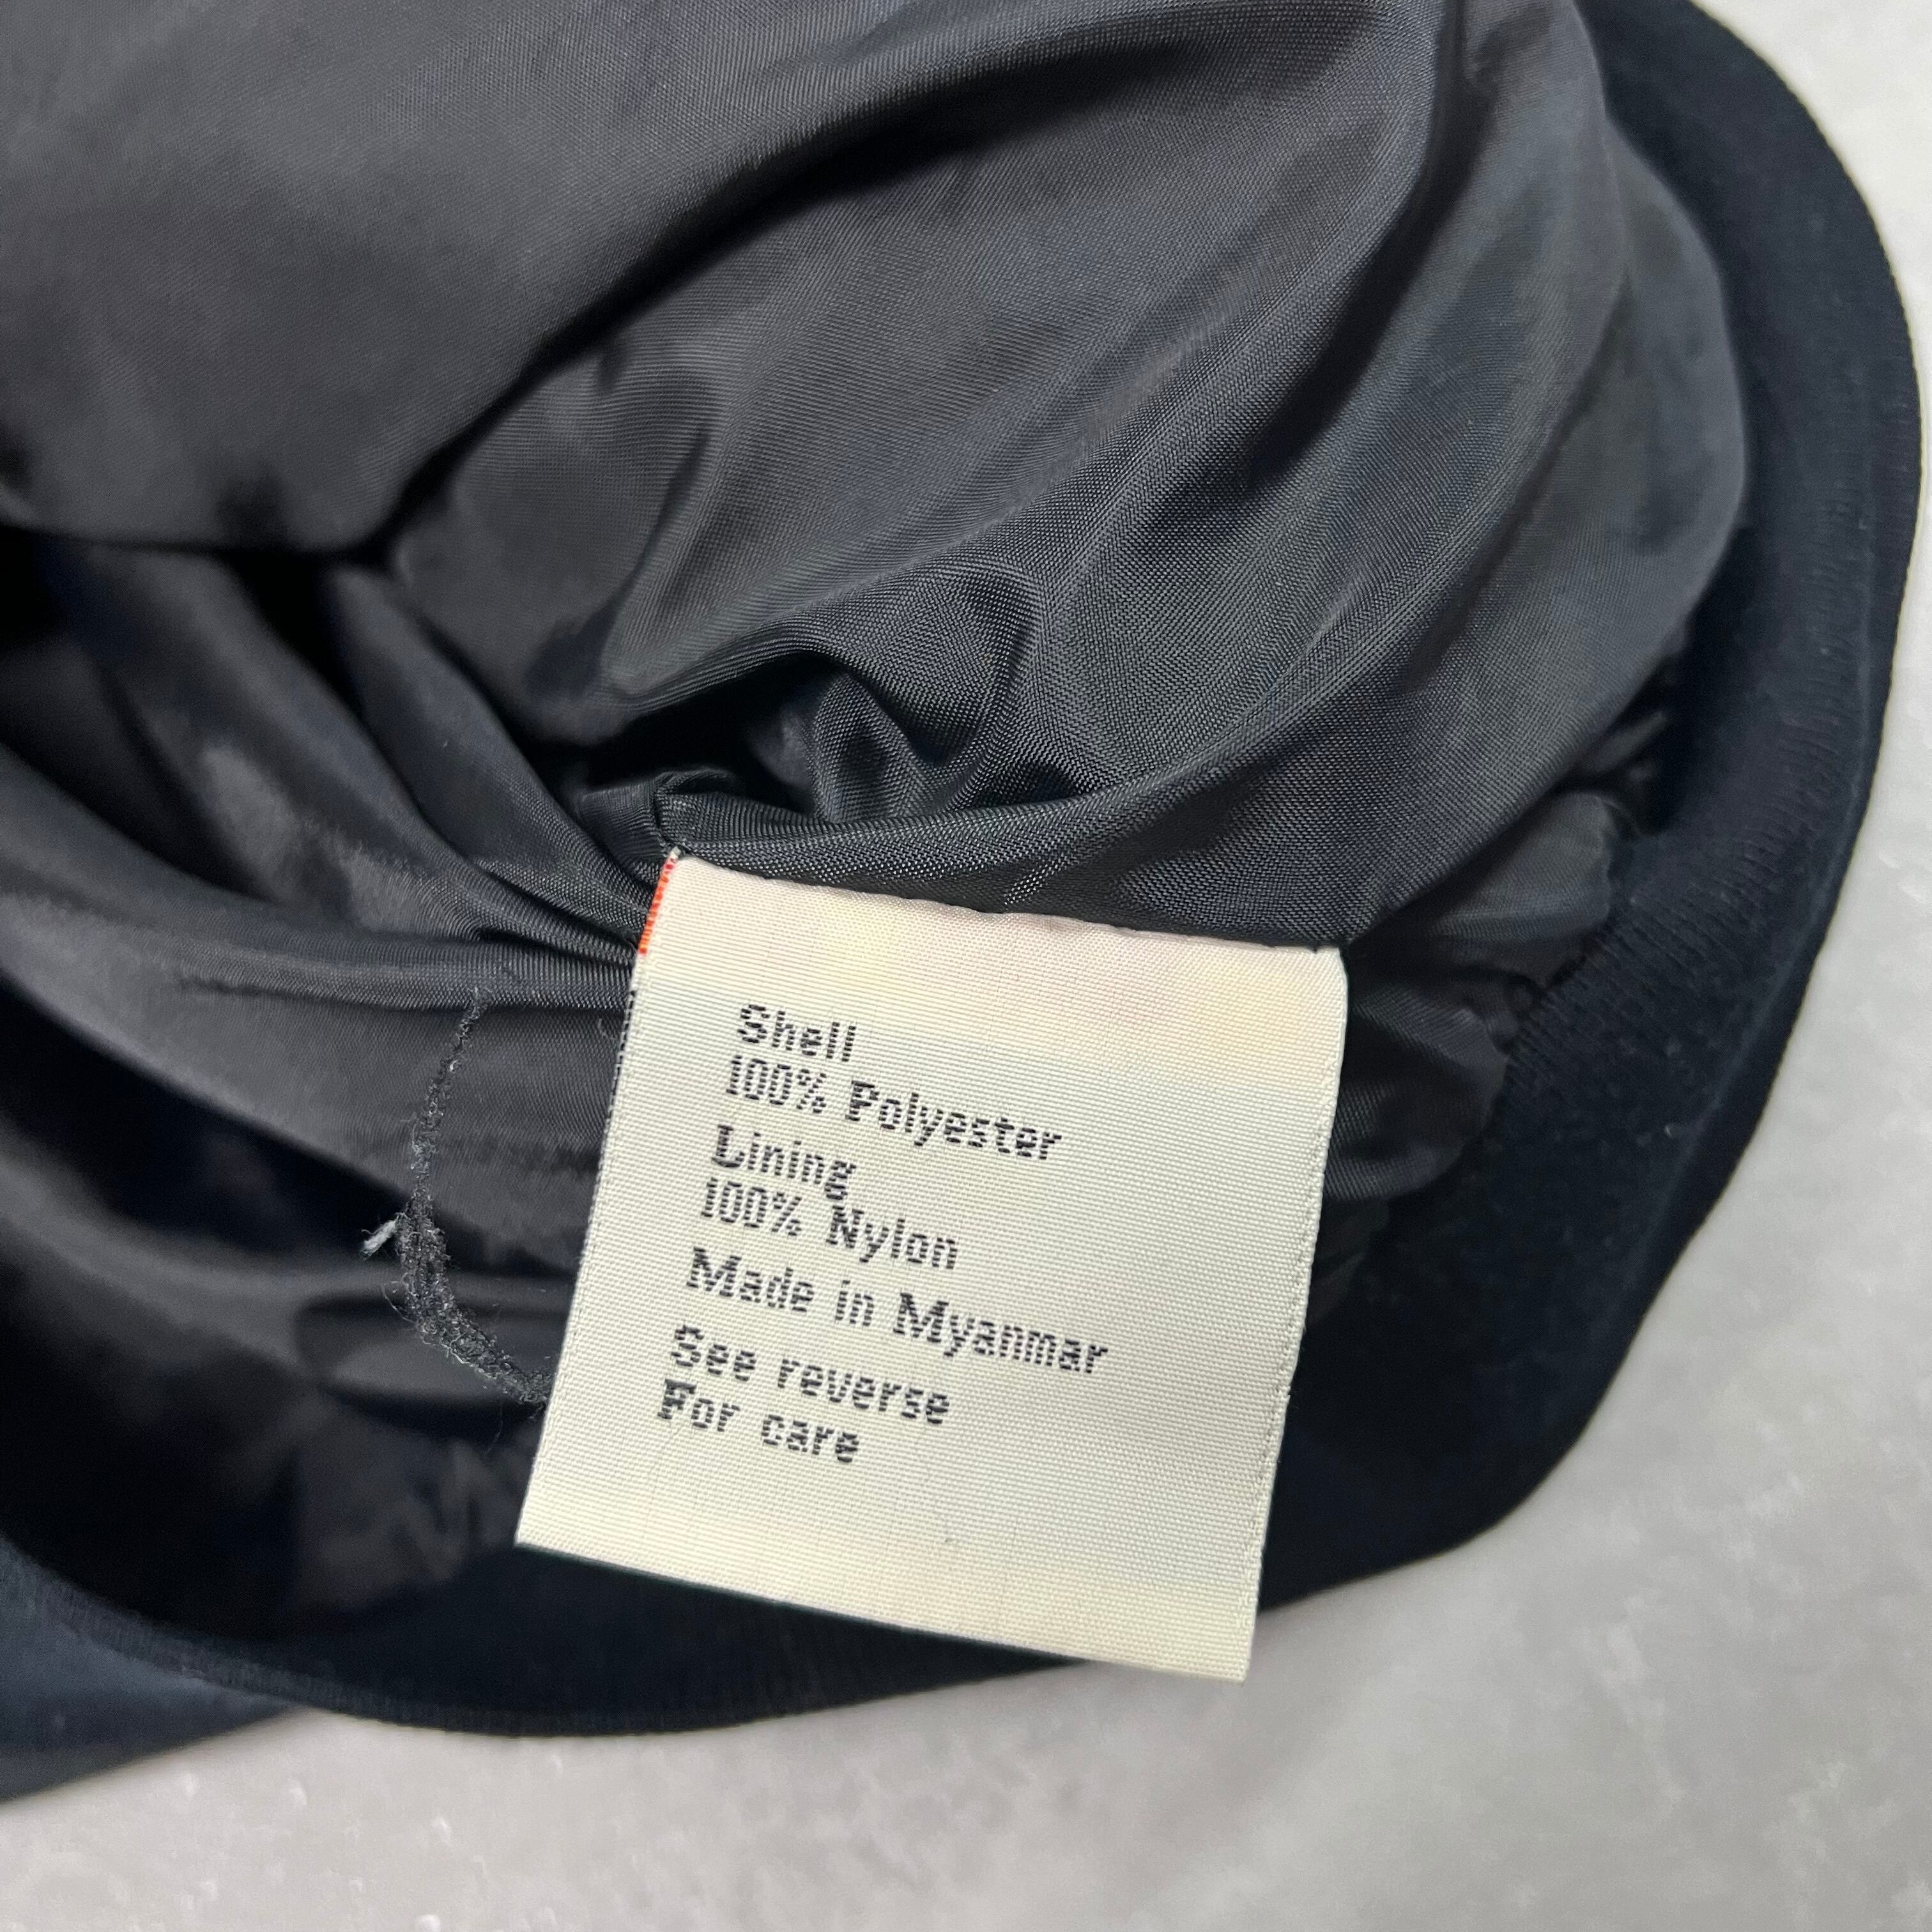 Shell
100% Polyester
Lining
100% Nylon
Made in Myanmar
See reverse
For care